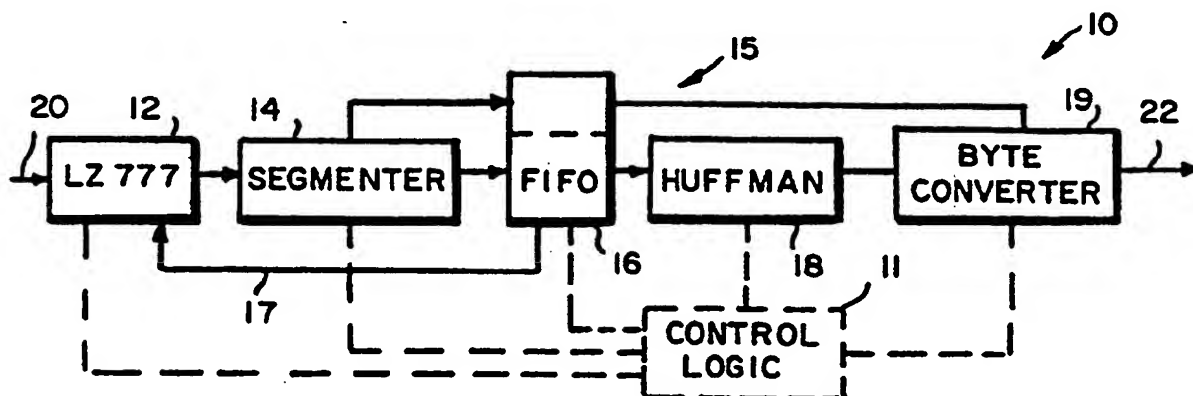 10
15
20
12
14
19
22
LZ 777
SEGMENTER
FIFO
HUFFMAN
BYTE
CONVERTER
17
16
18
11
CONTROL
LOGIC